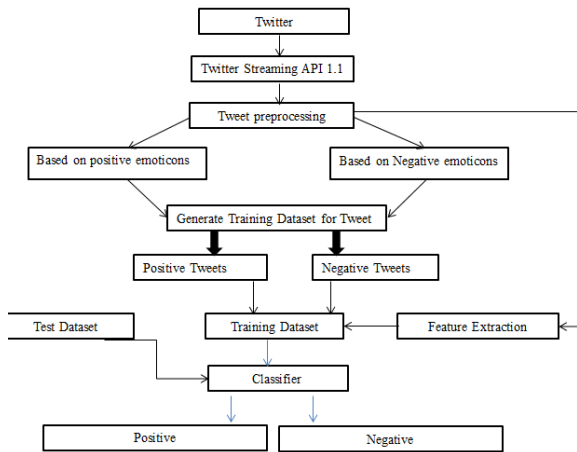 Twitter
Twitter Streaming API 1.1
Tweet preprocessing
Based on positive emoticons
Based on Negative emoticons
Generate Training Dataset for Tweet
Positive Tweets
Negative Tweets
Test Dataset
Training Dataset
Feature Extraction
Classifier
Positive
Negative